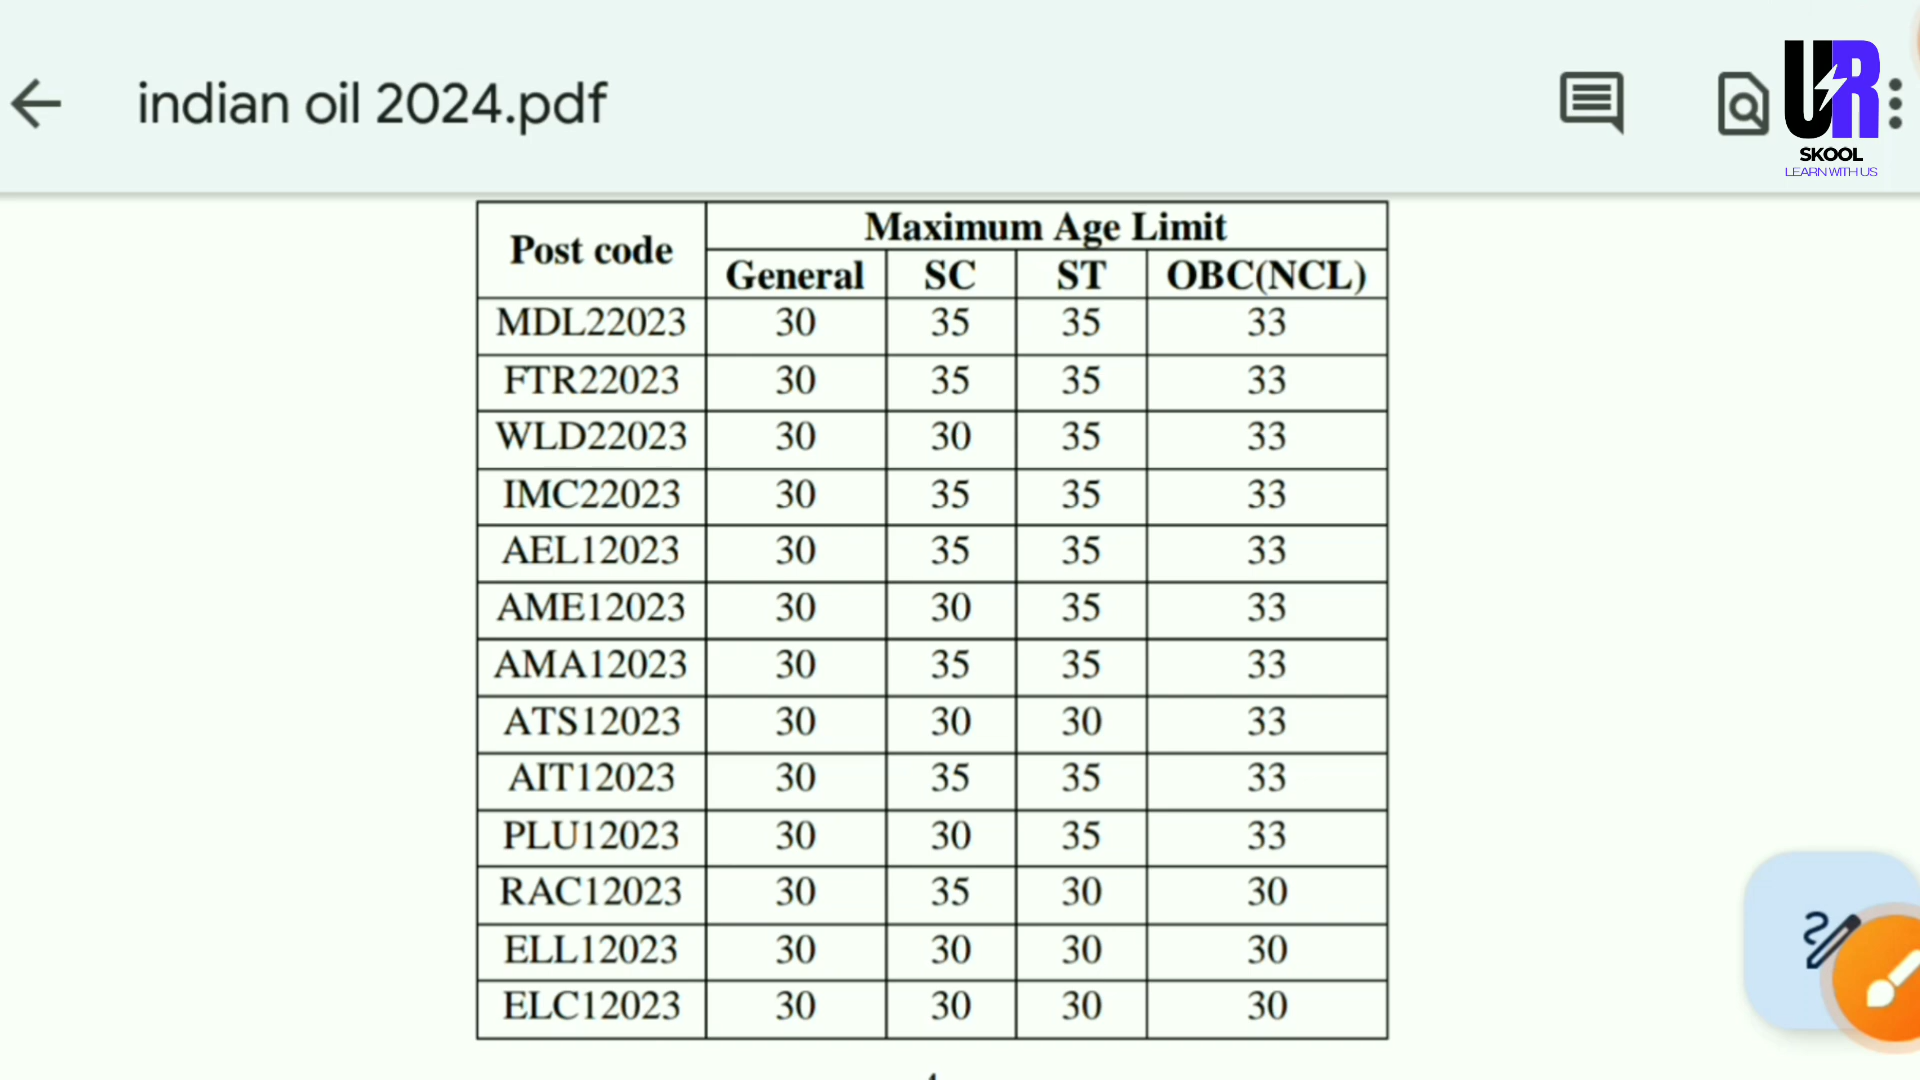 indian oil 2024.pdf
UR
SKOOL
LEARN WITH US
Post code Maximum Age Limit
General SC ST OBC(NCL)
MDL22023 30 35 35 33
FTR22023 30 35 35 33
WLD22023 30 30 35 33
IMC22023 30 35 35 33
AEL12023 30 35 35 33
AME12023 30 30 35 33
AMA12023 30 35 35 33
ATS12023 30 30 30 33
AIT12023 30 35 35 33
PLU12023 30 30 35 33
RAC12023 30 35 30 30
ELL12023 30 30 30 30
ELC12023 30 30 30 30